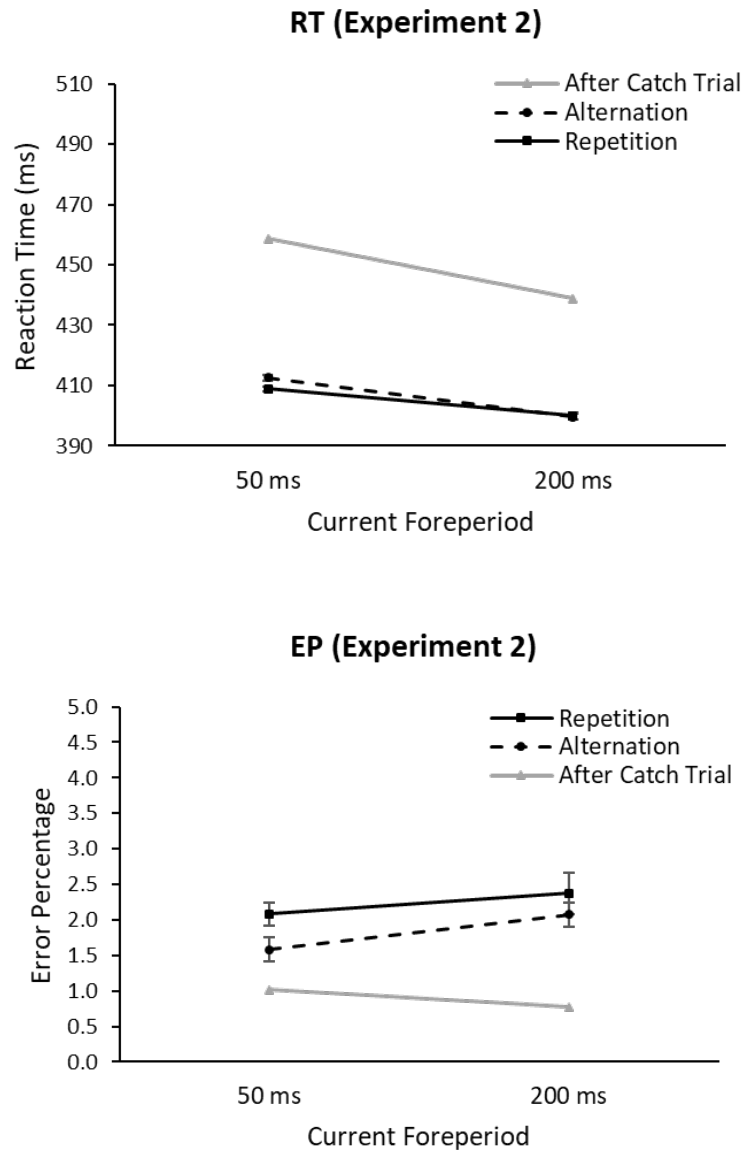 RT (Experiment 2)
After Catch Trial
Alternation
Repetition
510
490
470
450
430
410
390
Reaction Time (ms)
50 ms
200 ms
Current Foreperiod
EP (Experiment 2)
Repetition
Alternation
After Catch Trial
5.0
4.5
4.0
3.5
3.0
2.5
2.0
1.5
1.0
0.5
0.0
Error Percentage
50 ms
200 ms
Current Foreperiod